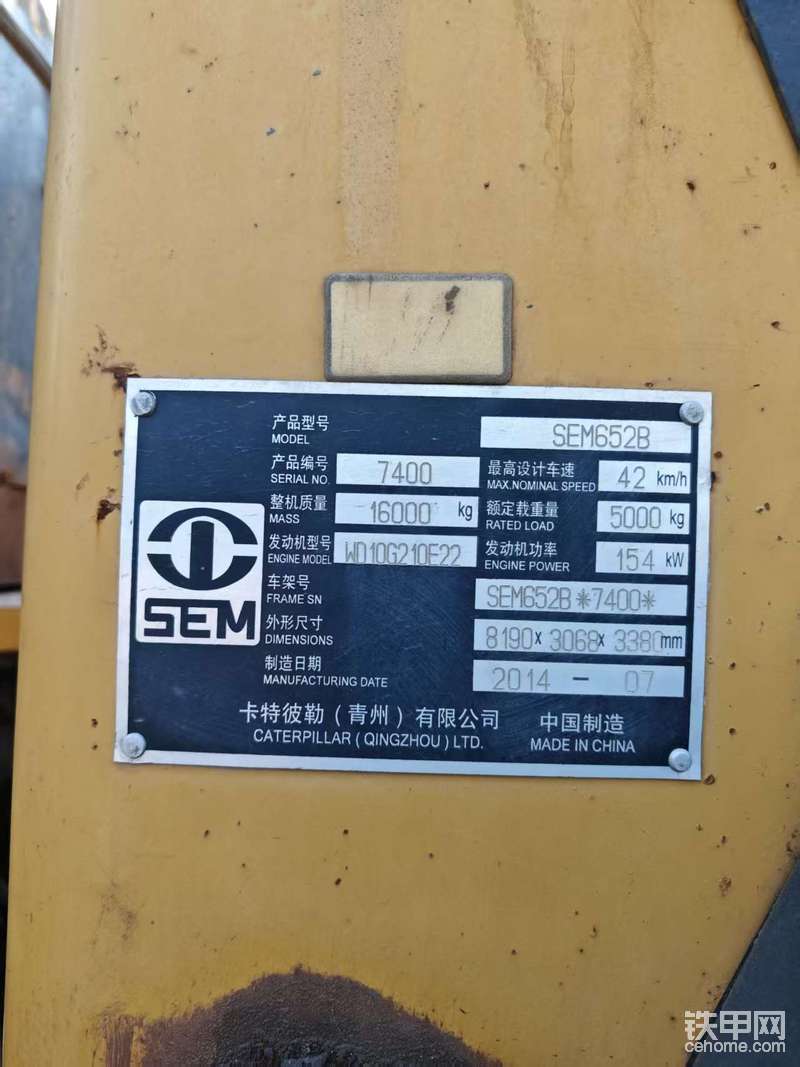 产品型号
MODEL
SEM652B
产品编号
SERIAL NO.
7400
最高设计车速
MAX.NOMINAL SPEED
42 km/h
整机质量
MASS
16000 kg
额定载重量
RATED LOAD
5000 kg
发动机型号
ENGINE MODEL
WD10G210E22
发动机功率
ENGINE POWER
154 kW
车架号
FRAME SN
SEM652B*7400*
外形尺寸
DIMENSIONS
8190x 3068x 3380mm
制造日期
MANUFACTURING DATE
2014 - 07
SEM
卡特彼勒(青州)有限公司 中国制造
CATERPILLAR (QINGZHOU) LTD. MADE IN CHINA
铁甲网
cehome.com